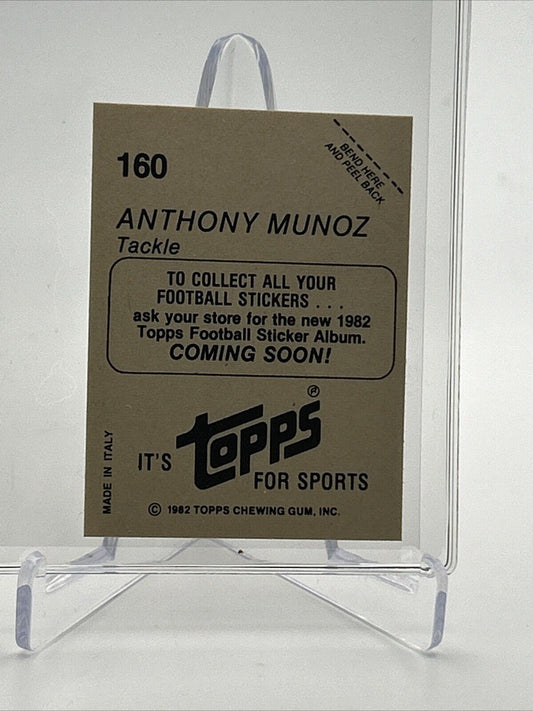 160
BEND HERE
AND PEEL BACK
ANTHONY MUNOZ
Tackle
TO COLLECT ALL YOUR
FOOTBALL STICKERS . . .
ask your store for the new 1982
Topps Football Sticker Album.
COMING SOON!
MADE IN ITALY
IT'S topps®
FOR SPORTS
© 1982 TOPPS CHEWING GUM, INC.